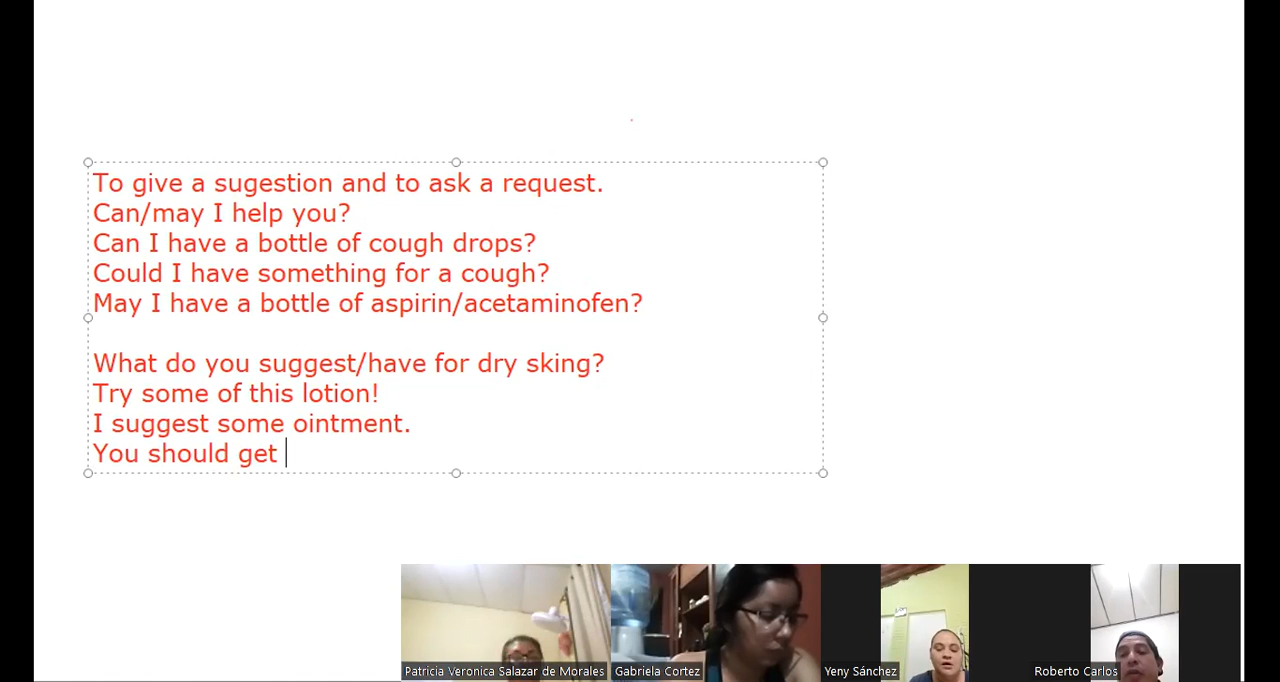 To give a sugestion and to ask a request.
Can/may I help you?
Can I have a bottle of cough drops?
Could I have something for a cough?
May I have a bottle of aspirin/acetaminofen?
What do you suggest/have for dry sking?
Try some of this lotion!
I suggest some ointment.
You should get
Patricia Veronica Salazar de Morales
Gabriela Cortez
Yeny Sánchez
Roberto Carlos